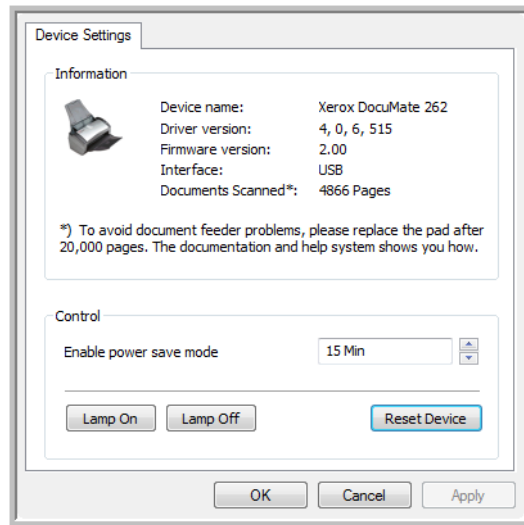 Device Settings
Information
Device name: Xerox DocuMate 262
Driver version: 4, 0, 6, 515
Firmware version: 2.00
Interface: USB
Documents Scanned*: 4866 Pages
*) To avoid document feeder problems, please replace the pad after
20,000 pages. The documentation and help system shows you how.
Control
Enable power save mode 15 Min
Lamp On Lamp Off Reset Device
OK Cancel Apply